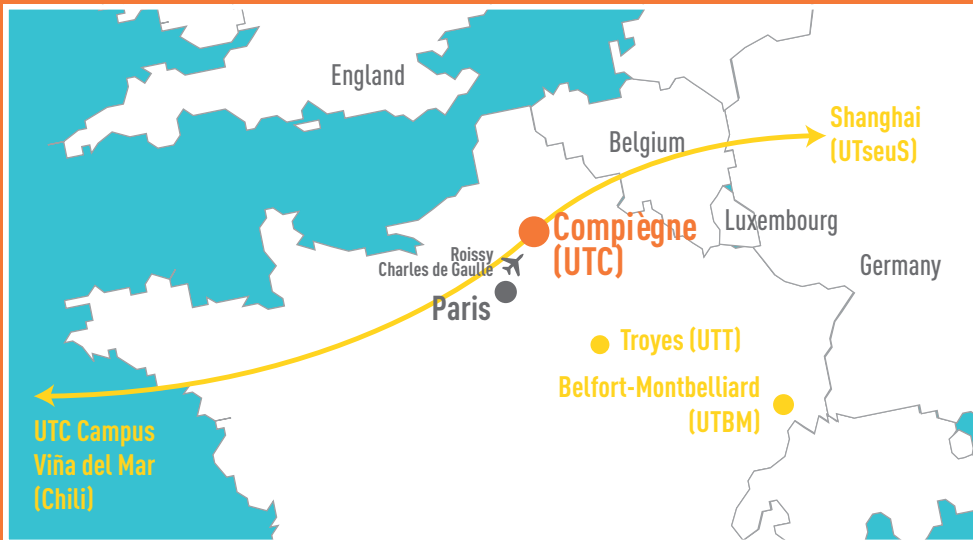 England
Belgium
Shanghai
(UTseuS)
Luxembourg
Compiègne
(UTC)
Roissy
Charles de Gaulle
Germany
Paris
Troyes (UTT)
Belfort-Montbelliard
(UTBM)
UTC Campus
Viña del Mar
(Chili)